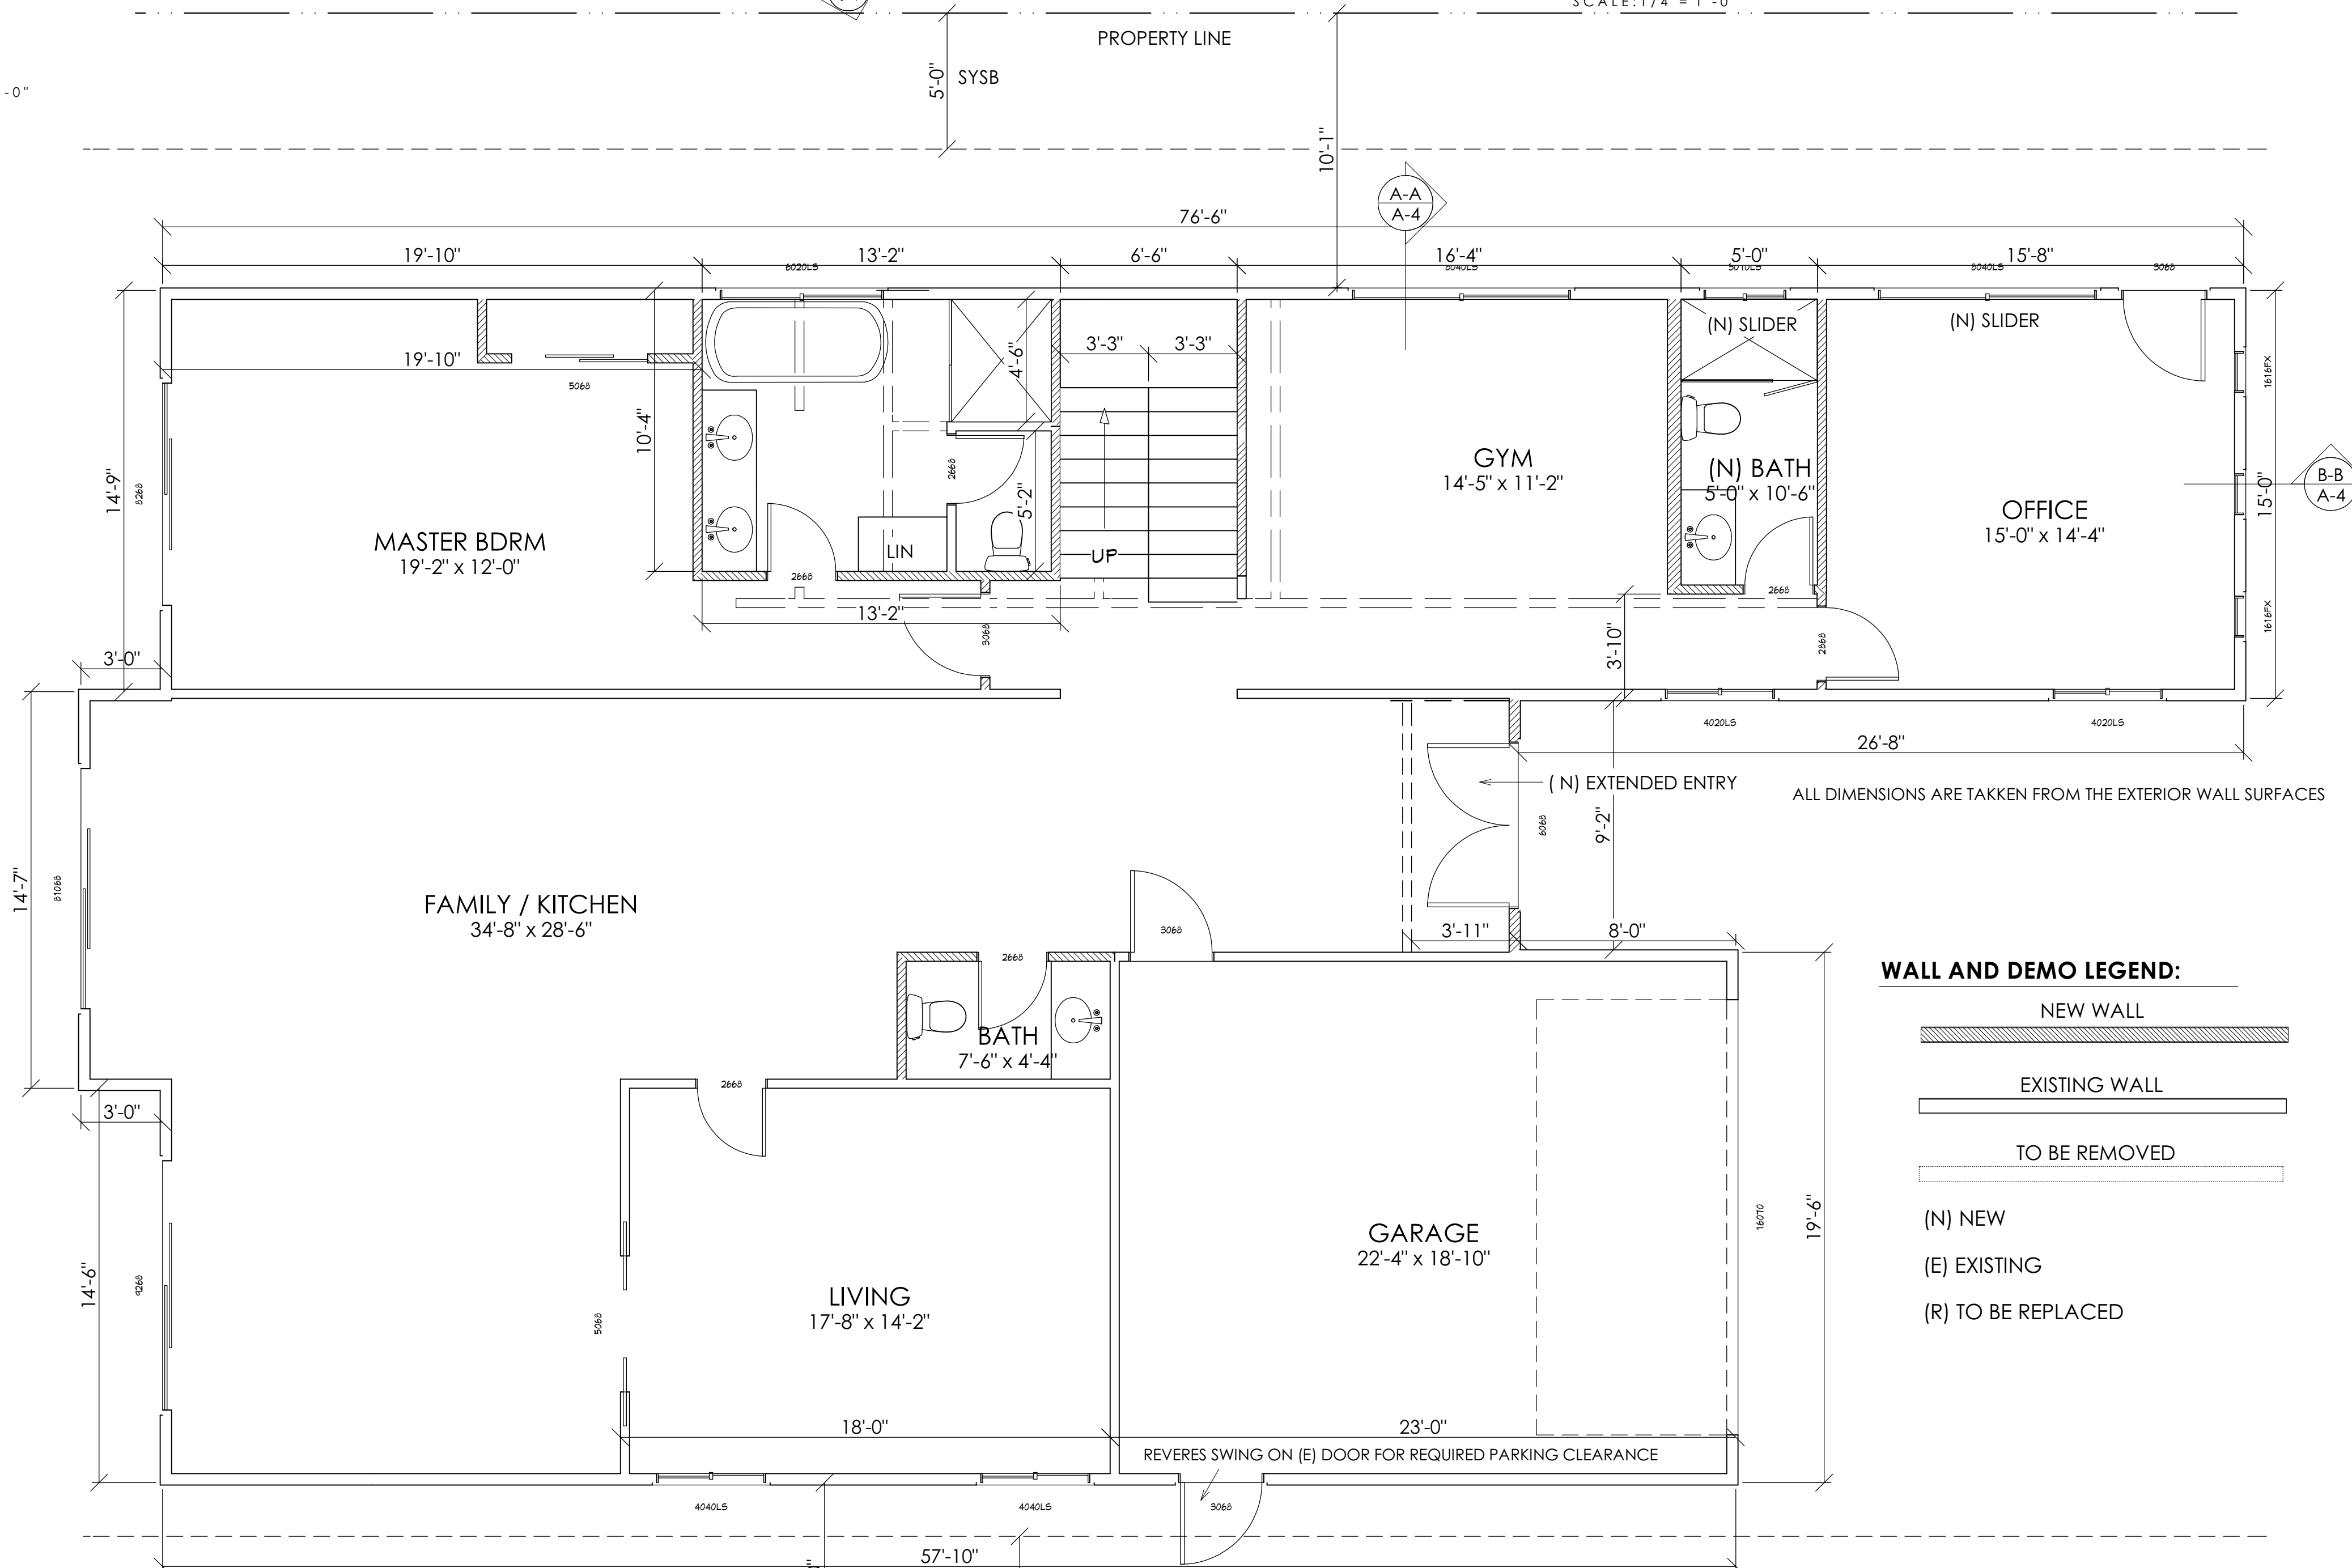 SCALE:1/4"=1'-0"
PROPERTY LINE
5'-0"
SYSB
-0"
10'-1"
A-A
A-4
76'-6"
19'-10"
13'-2"
6'-6"
16'-4"
5'-0"
15'-8"
6020LS
8040LS
3068
(N) SLIDER
(N) SLIDER
3'-3"
3'-3"
4'-6"
19'-10"
5068
1616FX
10'-4"
14'-9"
8268
2668
5'-2"
GYM
14'-5" x 11'-2"
(N) BATH
5'-0" x 10'-6"
OFFICE
15'-0" x 14'-4"
15'-0"
B-B
A-4
MASTER BDRM
19'-2" x 12'-0"
LIN
UP
2668
2668
13'-2"
3068
3'-10"
2868
1616FX
3'-0"
4020LS
4020LS
26'-8"
(N) EXTENDED ENTRY
ALL DIMENSIONS ARE TAKKEN FROM THE EXTERIOR WALL SURFACES
6068
9'-2"
14'-7"
81068
FAMILY / KITCHEN
34'-8" x 28'-6"
3068
3'-11"
8'-0"
2668
BATH
7'-6" x 4'-4"
WALL AND DEMO LEGEND:
NEW WALL
EXISTING WALL
TO BE REMOVED
(N) NEW
(E) EXISTING
(R) TO BE REPLACED
2668
3'-0"
14'-6"
9268
5068
LIVING
17'-8" x 14'-2"
GARAGE
22'-4" x 18'-10"
16070
19'-6"
18'-0"
23'-0"
REVERES SWING ON (E) DOOR FOR REQUIRED PARKING CLEARANCE
4040LS
4040LS
3068
57'-10"